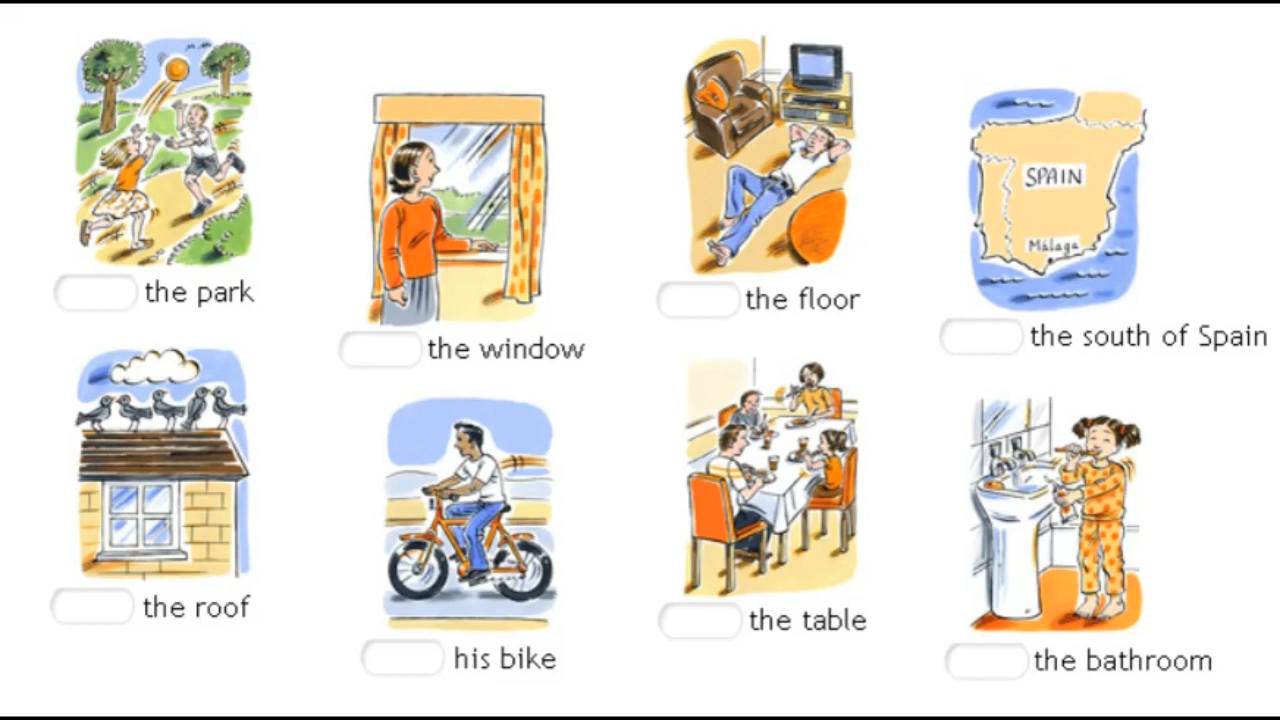 the park
the window
the floor
SPAIN
Málaga
the south of Spain
the roof
his bike
the table
the bathroom